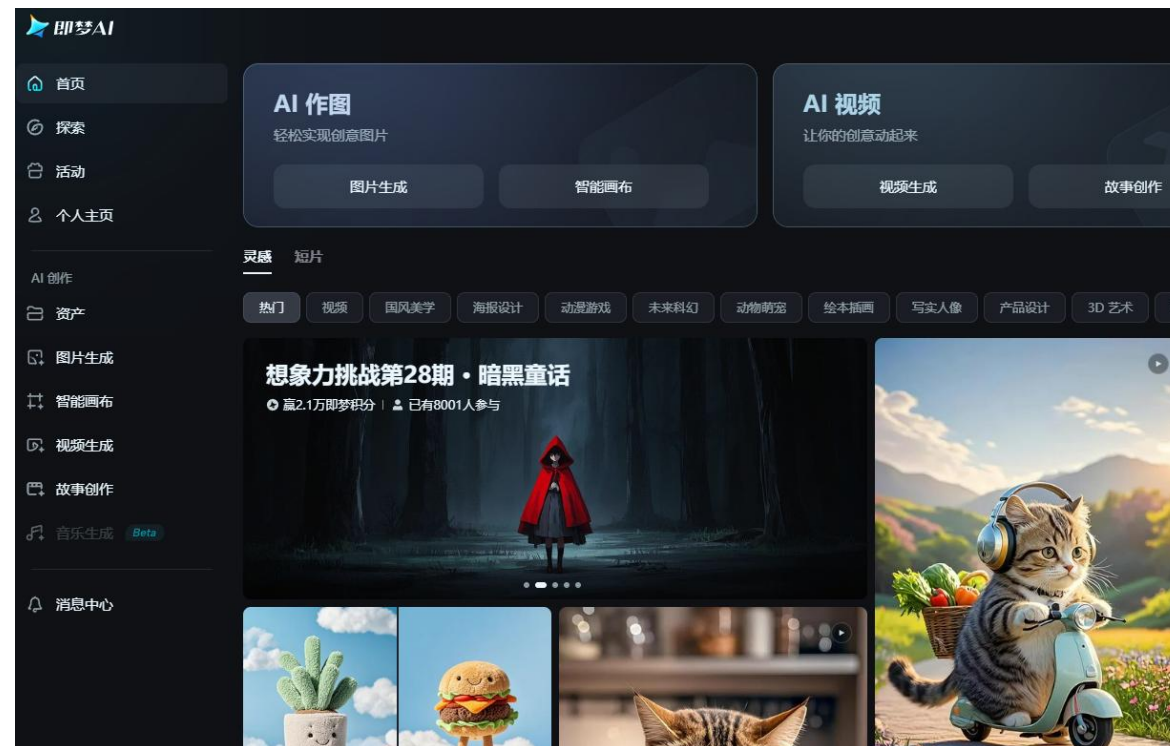 即梦AI
首页
探索
活动
个人主页
AI 创作
资产
图片生成
智能画布
视频生成
故事创作
音乐生成 Beta
消息中心
AI 作图
轻松实现创意图片
图片生成 智能画布
AI 视频
让你的创意动起来
视频生成 故事创作
灵感 短片
热门 视频 国风美学 海报设计 动漫游戏 未来科幻 动物萌宠 绘本插画 写实人像 产品设计 3D 艺术
想象力挑战第28期·暗黑童话
赢2.1万即梦积分 | 已有8001人参与